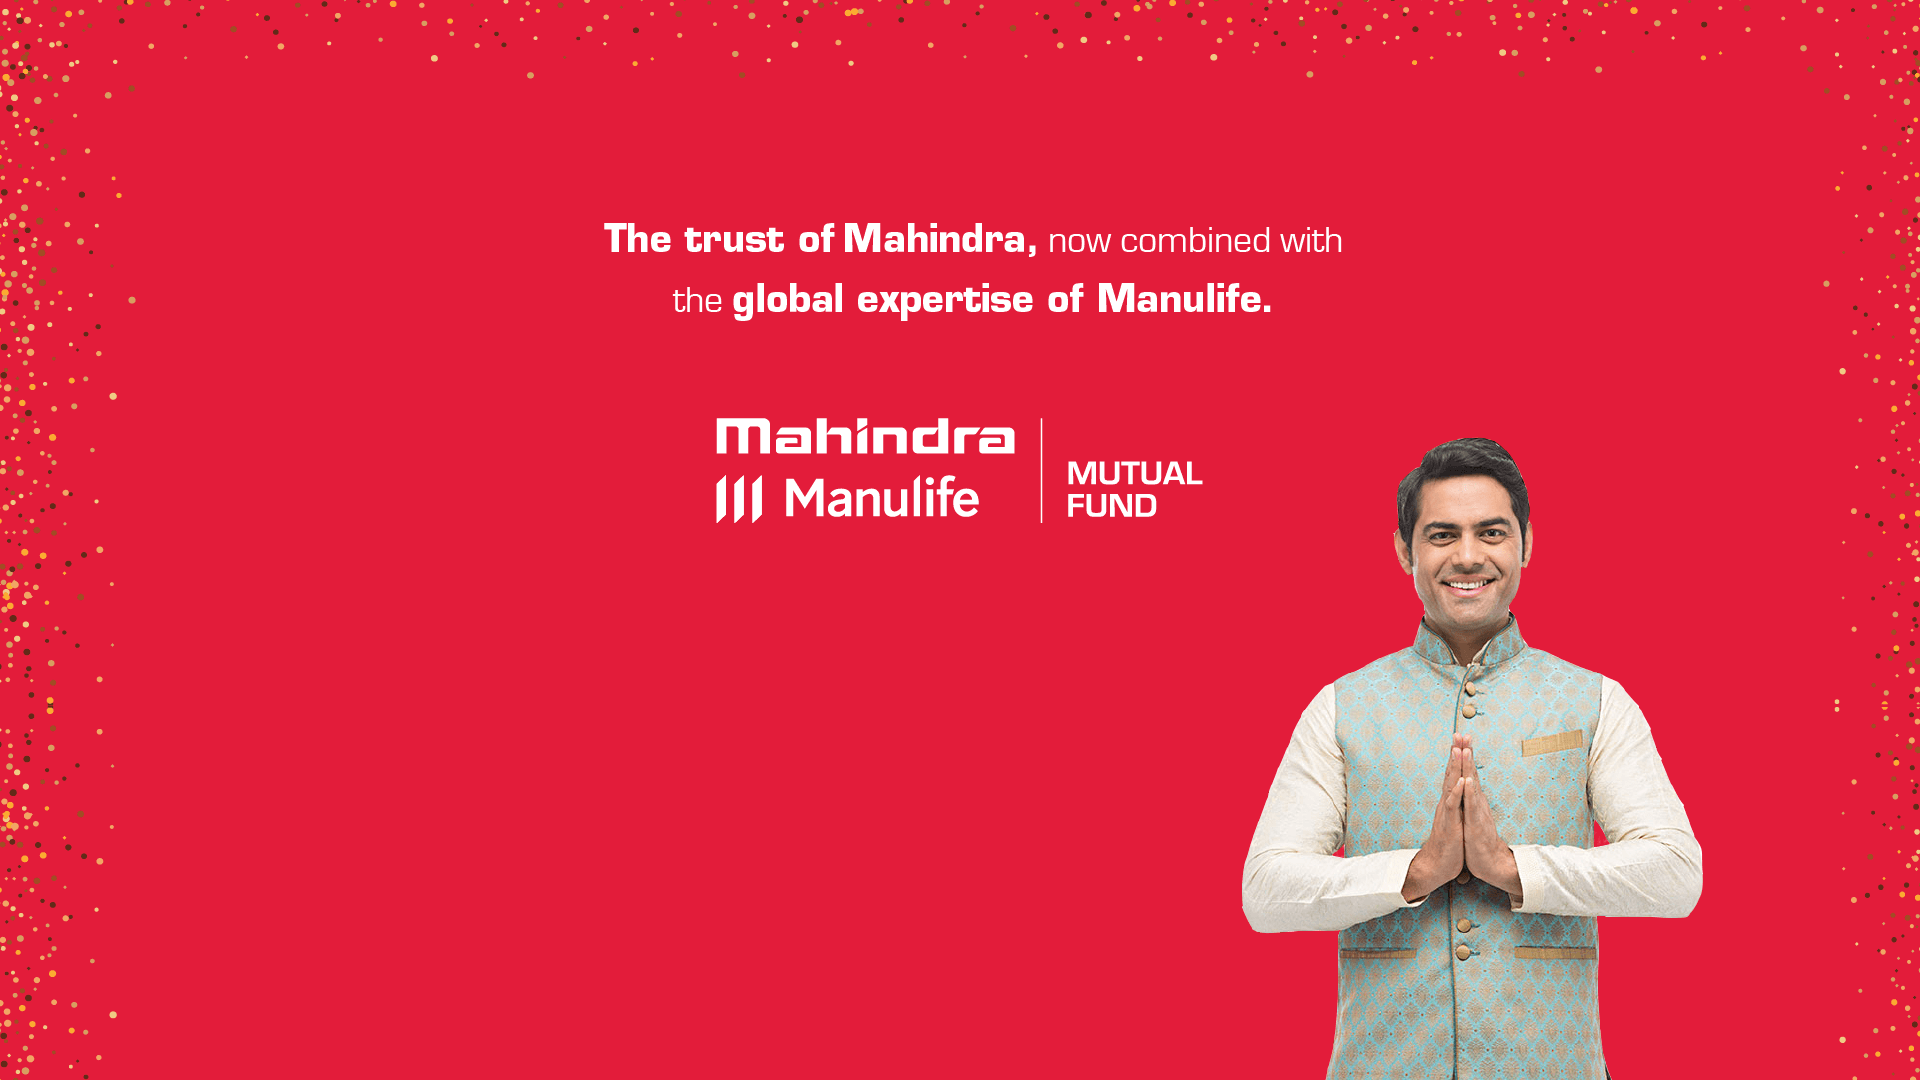 The trust of Mahindra, now combined with
the global expertise of Manulife.
mahindra
Manulife
MUTUAL
FUND